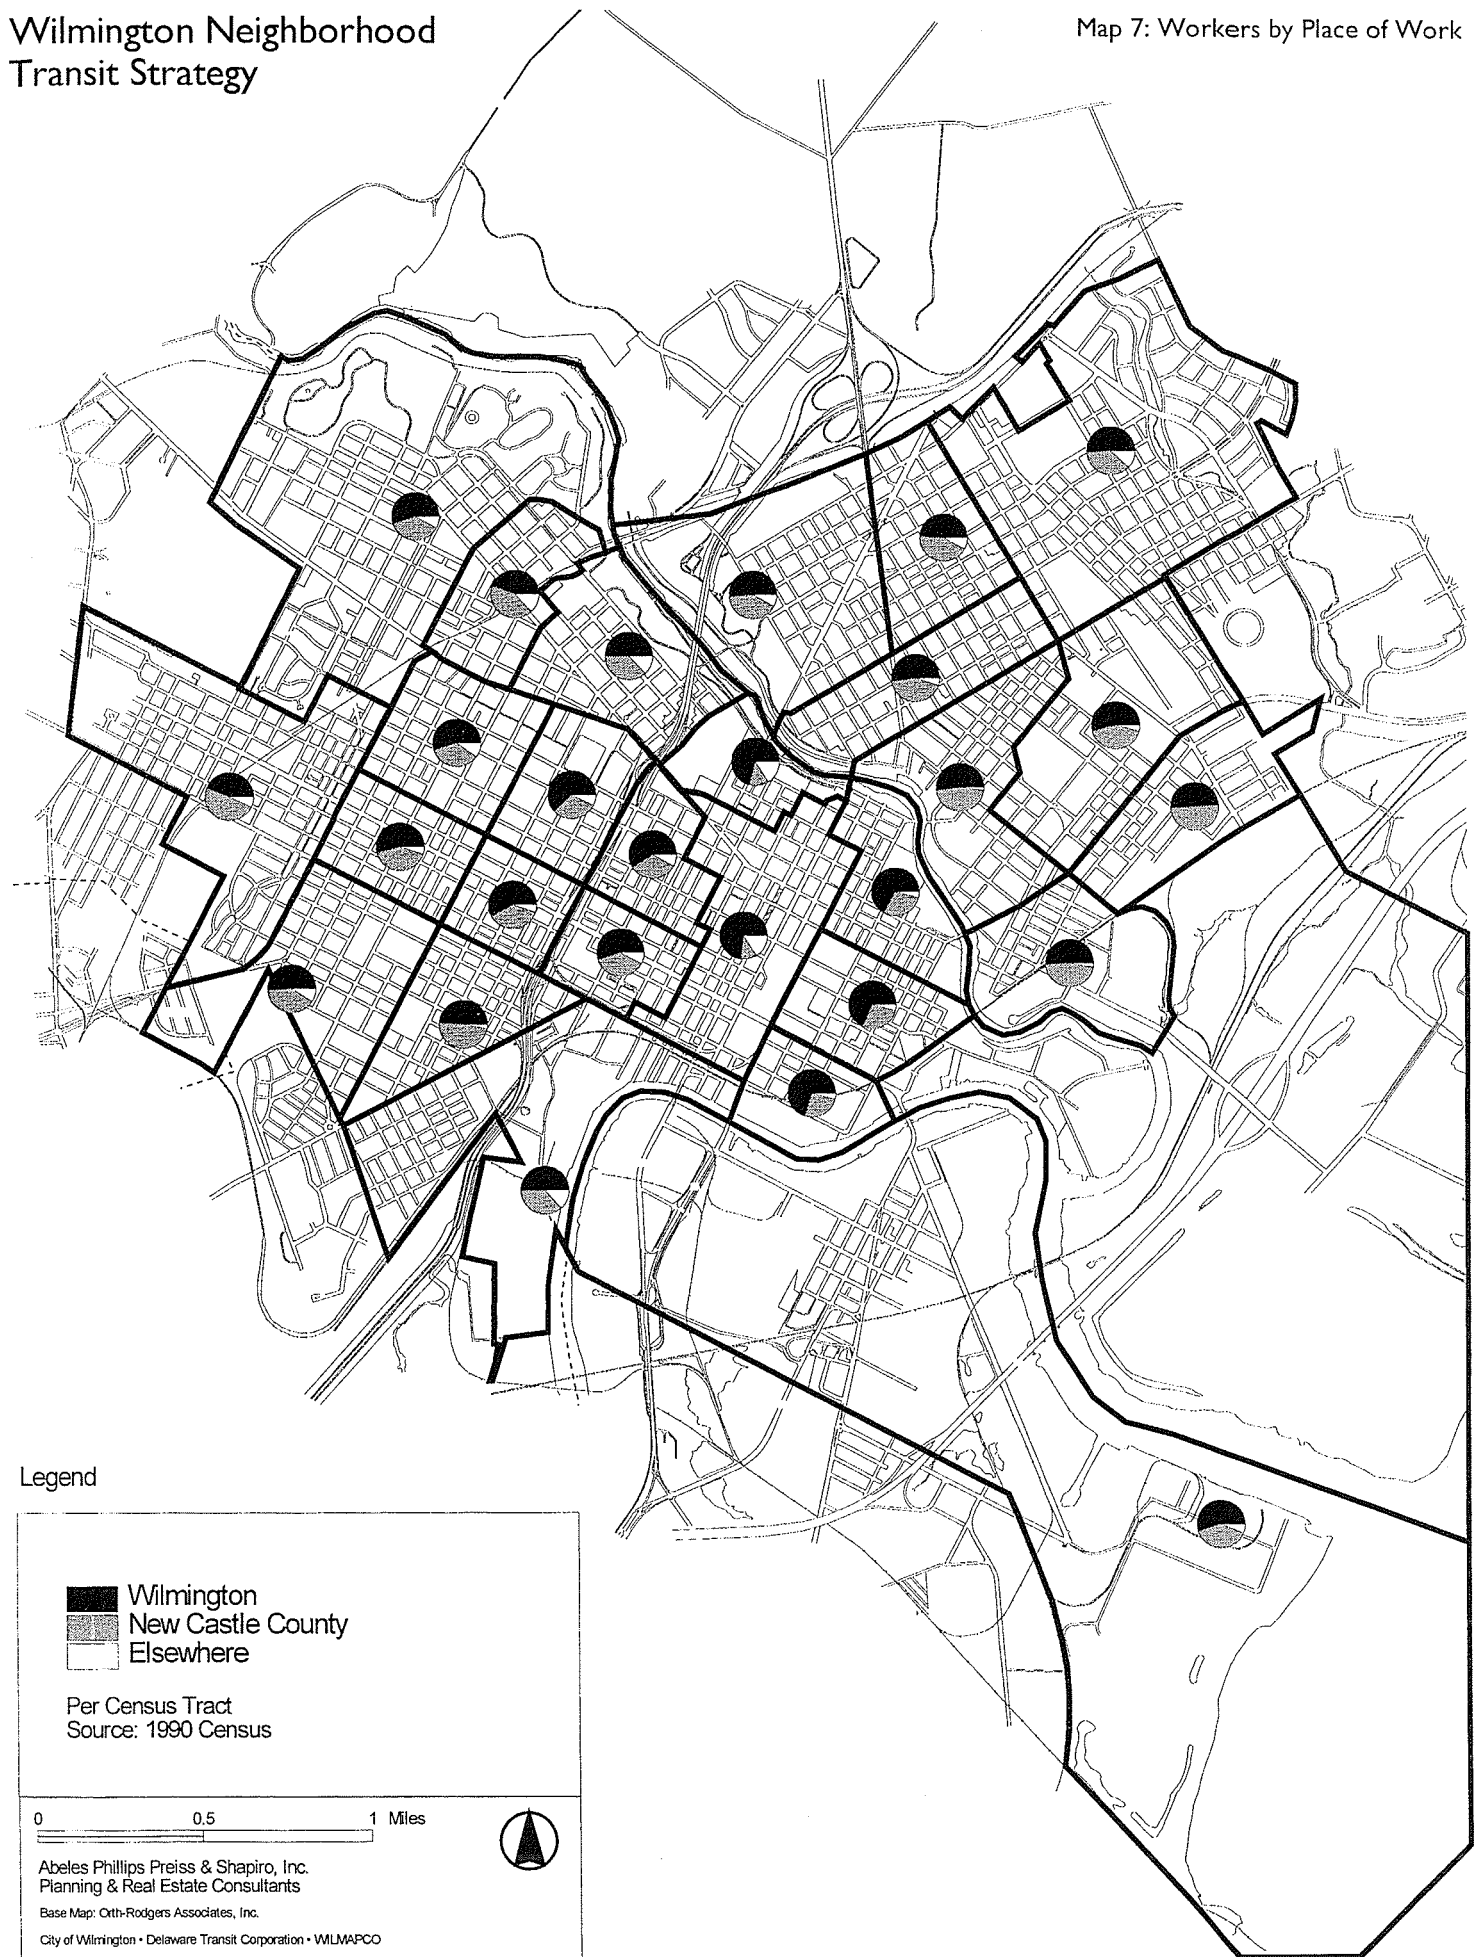 Wilmington Neighborhood
Transit Strategy
Map 7: Workers by Place of Work
Legend
Wilmington
New Castle County
Elsewhere
Per Census Tract
Source: 1990 Census
0 0.5 1 Miles
Abeles Phillips Preiss & Shapiro, Inc.
Planning & Real Estate Consultants
Base Map: Orth-Rodgers Associates, Inc.
City of Wilmington • Delaware Transit Corporation • WILMAPCO